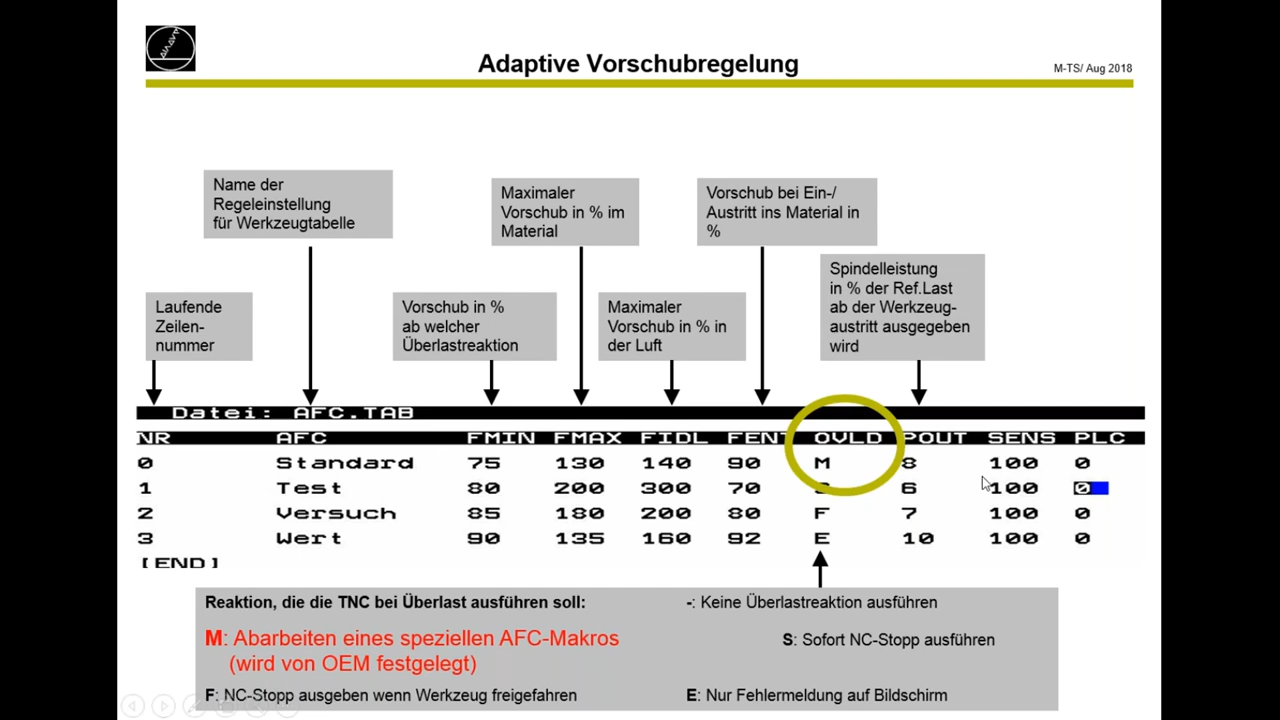 Adaptive Vorschubregelung
M-TS/ Aug 2018
Name der
Regeleinstellung
für Werkzeugtabelle
Maximaler
Vorschub in % im
Material
Vorschub bei Ein-/
Austritt ins Material in
%
Spindelleistung
in % der Ref.Last
ab der Werkzeug-
austritt ausgegeben
wird
Laufende
Zeilen-
nummer
Vorschub in %
ab welcher
Überlastreaktion
Maximaler
Vorschub in % in
der Luft
Datei: AFC.TAB
NR AFC FMIN FMAX FIDL FENT OVLD POUT SENS PLC
0 Standard 75 130 140 90 M 8 100 0
1 Test 80 200 300 70 6 100 0
2 Versuch 85 180 200 80 F 7 100 0
3 Wert 90 135 160 92 E 10 100 0
[END]
Reaktion, die die TNC bei Überlast ausführen soll:
-: Keine Überlastreaktion ausführen
M: Abarbeiten eines speziellen AFC-Makros
(wird von OEM festgelegt)
S: Sofort NC-Stopp ausführen
F: NC-Stopp ausgeben wenn Werkzeug freigefahren
E: Nur Fehlermeldung auf Bildschirm